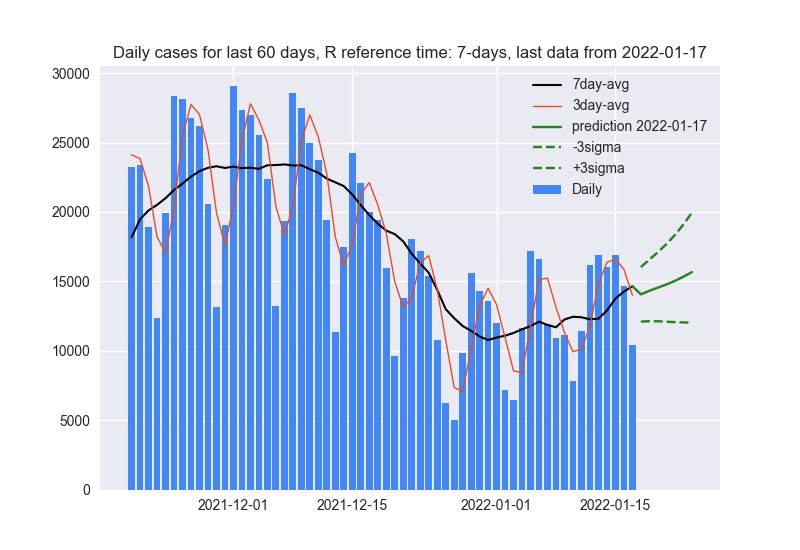 Daily cases for last 60 days, R reference time: 7-days, last data from 2022-01-17
30000
25000
20000
15000
10000
5000
0
7day-avg
3day-avg
prediction 2022-01-17
-3sigma
+3sigma
Daily
2021-12-01
2021-12-15
2022-01-01
2022-01-15